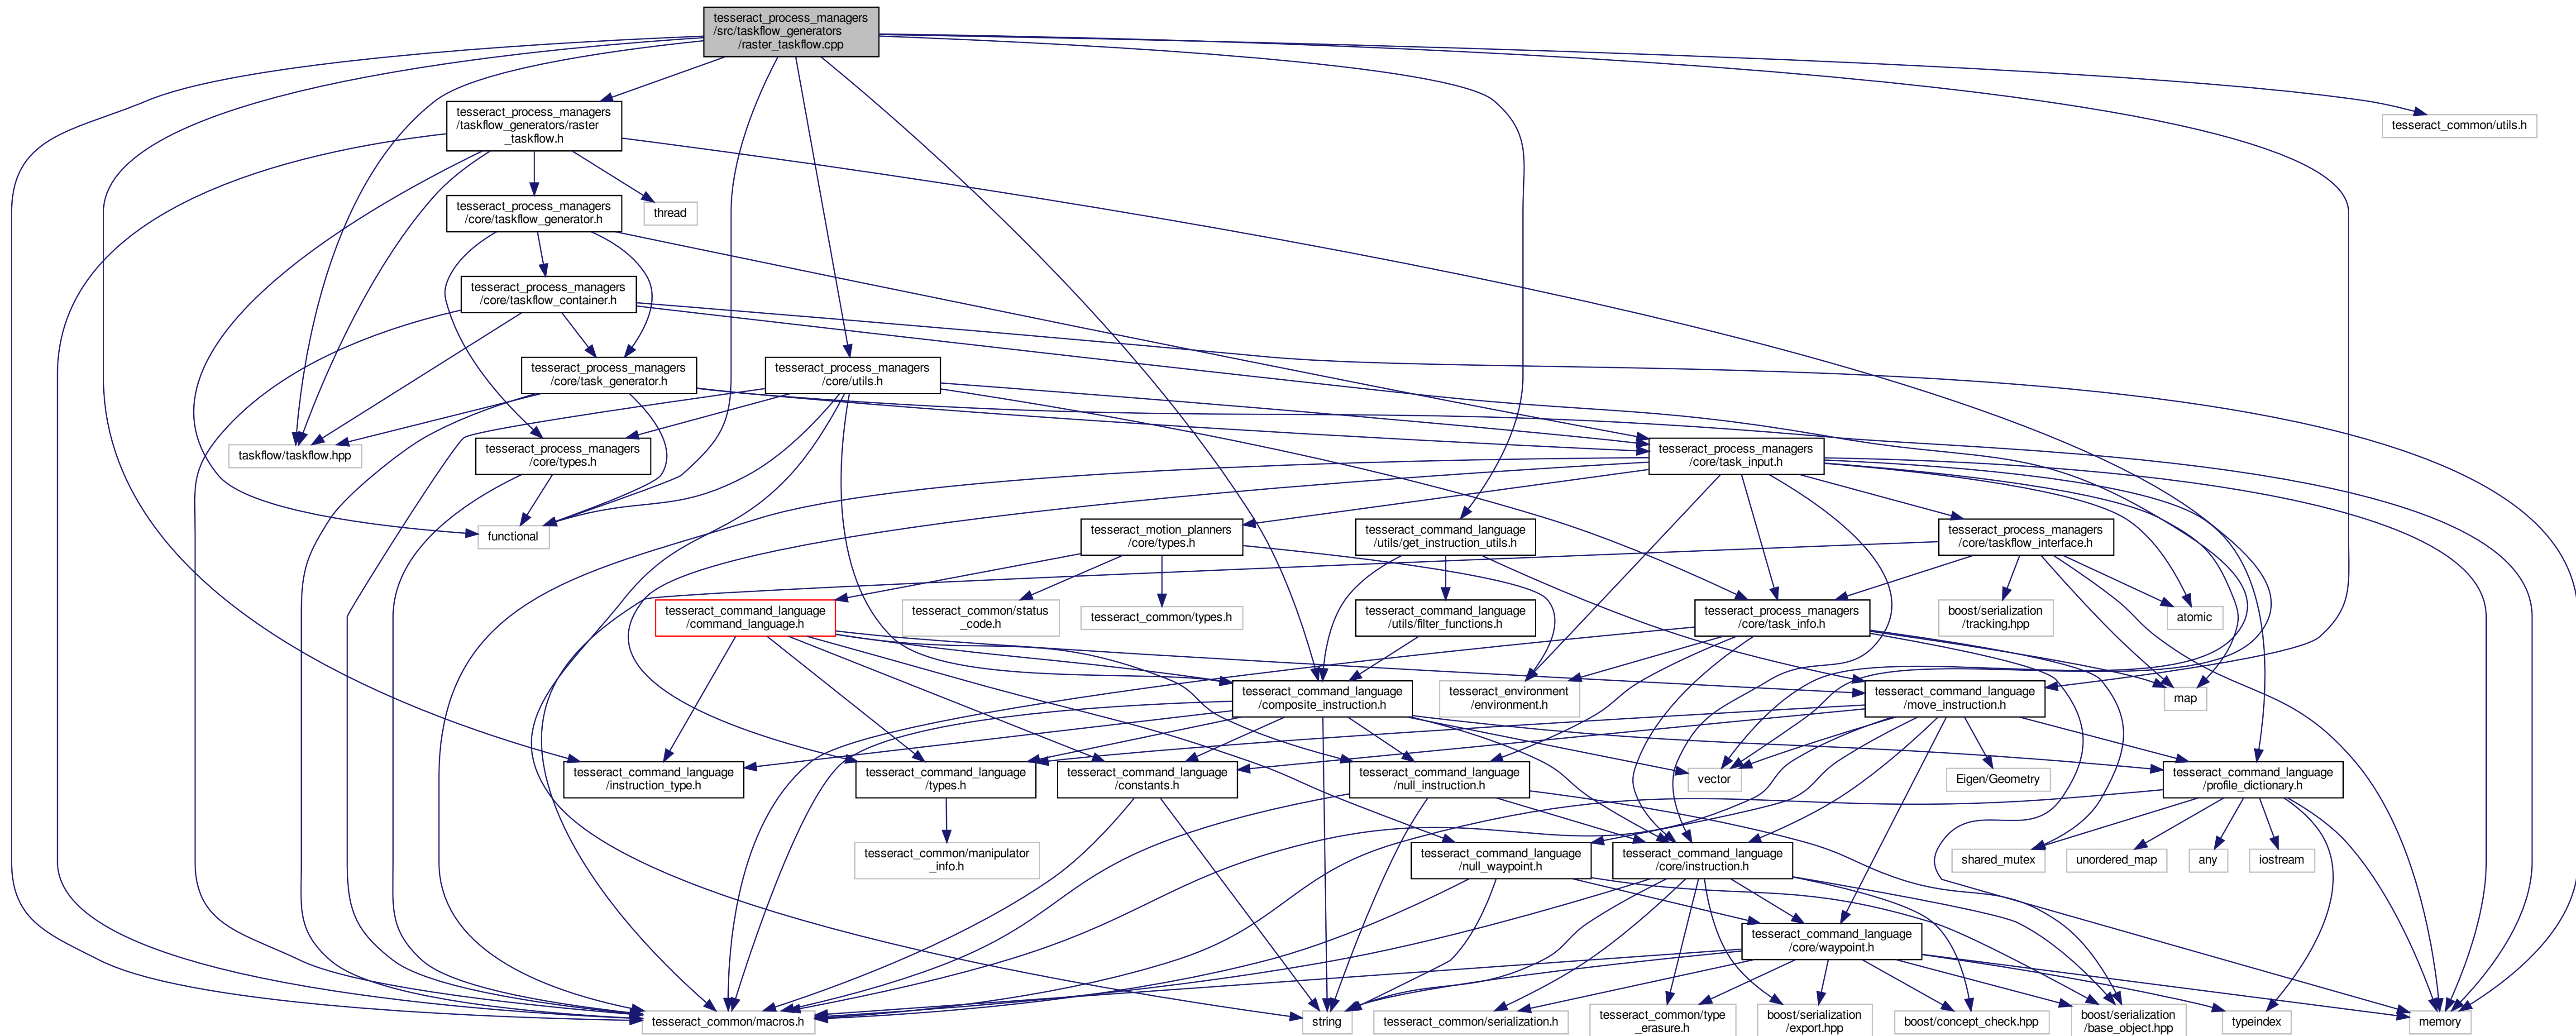 tesseract_process_managers
/src/taskflow_generators
/raster_taskflow.cpp
tesseract_process_managers
/taskflow_generators/raster
_taskflow.h
tesseract_common/utils.h
tesseract_process_managers
/core/taskflow_generator.h
thread
tesseract_process_managers
/core/taskflow_container.h
tesseract_process_managers
/core/task_generator.h
tesseract_process_managers
/core/utils.h
taskflow/taskflow.hpp
tesseract_process_managers
/core/types.h
tesseract_process_managers
/core/task_input.h
functional
tesseract_motion_planners
/core/types.h
tesseract_command_language
/utils/get_instruction_utils.h
tesseract_process_managers
/core/taskflow_interface.h
tesseract_command_language
/command_language.h
tesseract_common/status
_code.h
tesseract_common/types.h
tesseract_command_language
/utils/filter_functions.h
tesseract_process_managers
/core/task_info.h
boost/serialization
/tracking.hpp
atomic
tesseract_command_language
/composite_instruction.h
tesseract_environment
/environment.h
tesseract_command_language
/move_instruction.h
map
tesseract_command_language
/instruction_type.h
tesseract_command_language
/types.h
tesseract_command_language
/constants.h
tesseract_command_language
/null_instruction.h
vector
Eigen/Geometry
tesseract_command_language
/profile_dictionary.h
tesseract_common/manipulator
_info.h
tesseract_command_language
/null_waypoint.h
tesseract_command_language
/core/instruction.h
shared_mutex
unordered_map
any
iostream
tesseract_command_language
/core/waypoint.h
tesseract_common/macros.h
string
tesseract_common/serialization.h
tesseract_common/type
_erasure.h
boost/serialization
/export.hpp
boost/concept_check.hpp
boost/serialization
/base_object.hpp
typeindex
memory